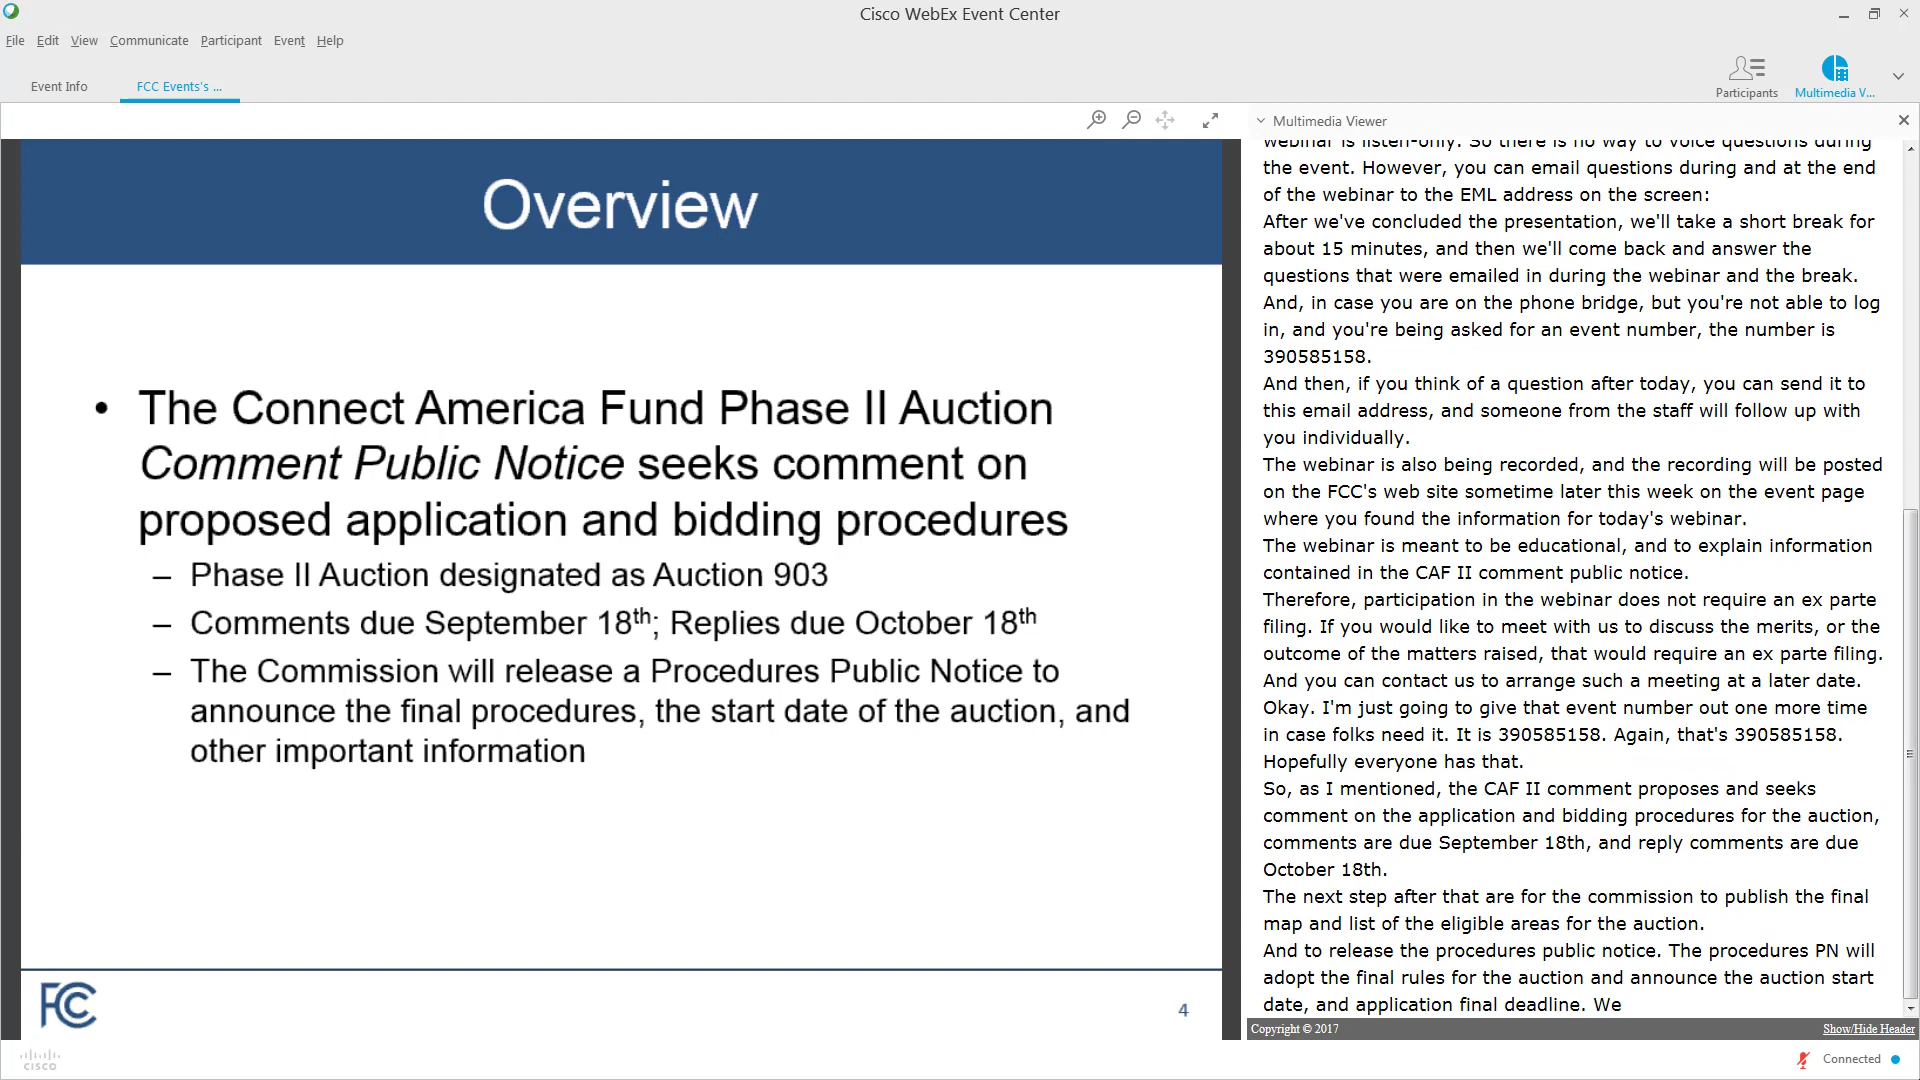 Cisco WebEx Event Center
File Edit View Communicate Participant Event Help
Event Info FCC Events's ...
Participants Multimedia V...
Overview
• The Connect America Fund Phase II Auction
Comment Public Notice seeks comment on
proposed application and bidding procedures
– Phase II Auction designated as Auction 903
– Comments due September 18th; Replies due October 18th
– The Commission will release a Procedures Public Notice to
announce the final procedures, the start date of the auction, and
other important information
FCC
4
Multimedia Viewer
webinar is listen-only. So there is no way to voice questions during
the event. However, you can email questions during and at the end
of the webinar to the EML address on the screen:
After we've concluded the presentation, we'll take a short break for
about 15 minutes, and then we'll come back and answer the
questions that were emailed in during the webinar and the break.
And, in case you are on the phone bridge, but you're not able to log
in, and you're being asked for an event number, the number is
390585158.
And then, if you think of a question after today, you can send it to
this email address, and someone from the staff will follow up with
you individually.
The webinar is also being recorded, and the recording will be posted
on the FCC's web site sometime later this week on the event page
where you found the information for today's webinar.
The webinar is meant to be educational, and to explain information
contained in the CAF II comment public notice.
Therefore, participation in the webinar does not require an ex parte
filing. If you would like to meet with us to discuss the merits, or the
outcome of the matters raised, that would require an ex parte filing.
And you can contact us to arrange such a meeting at a later date.
Okay. I'm just going to give that event number out one more time
in case folks need it. It is 390585158. Again, that's 390585158.
Hopefully everyone has that.
So, as I mentioned, the CAF II comment proposes and seeks
comment on the application and bidding procedures for the auction,
comments are due September 18th, and reply comments are due
October 18th.
The next step after that are for the commission to publish the final
map and list of the eligible areas for the auction.
And to release the procedures public notice. The procedures PN will
adopt the final rules for the auction and announce the auction start
date, and application final deadline. We
Copyright © 2017 Show/Hide Header
cisco
Connected